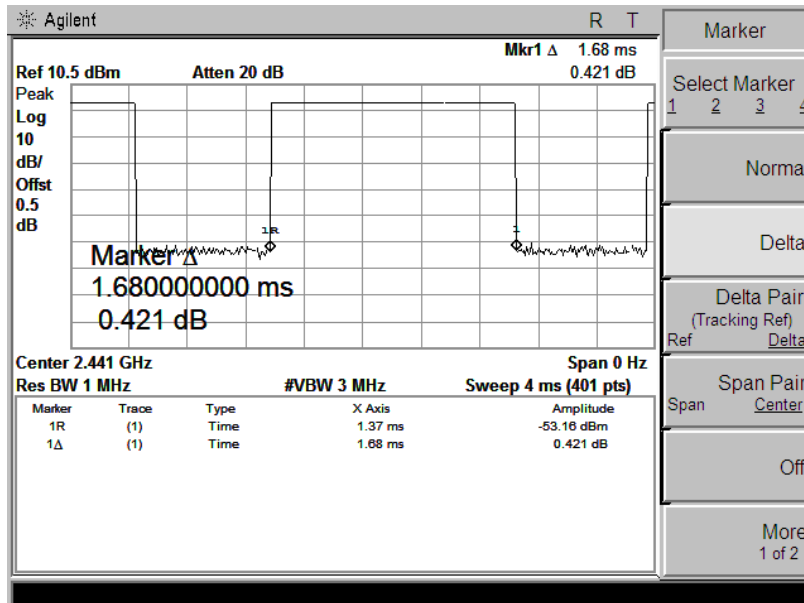 Agilent R T
Mkr1 Δ 1.68 ms
Ref 10.5 dBm Atten 20 dB 0.421 dB
Peak
Log
10
dB/
Offst
0.5
dB
1R
1
Marker Δ
1.680000000 ms
0.421 dB
Center 2.441 GHz Span 0 Hz
Res BW 1 MHz #VBW 3 MHz Sweep 4 ms (401 pts)
Marker Trace Type X Axis Amplitude
1R (1) Time 1.37 ms -53.16 dBm
1Δ (1) Time 1.68 ms 0.421 dB
Marker
Select Marker
1 2 3 4
Norma
Delta
Delta Pair
(Tracking Ref)
Ref Delta
Span Pair
Span Center
Off
More
1 of 2